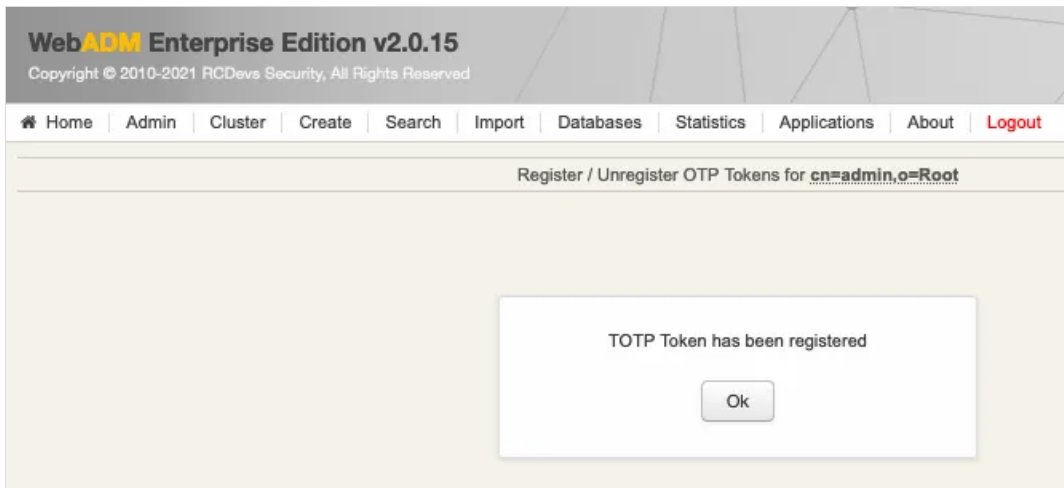 WebADM Enterprise Edition v2.0.15
Copyright © 2010-2021 RCDevs Security, All Rights Reserved
Home Admin Cluster Create Search Import Databases Statistics Applications About Logout
Register / Unregister OTP Tokens for cn=admin,o=Root
TOTP Token has been registered
Ok